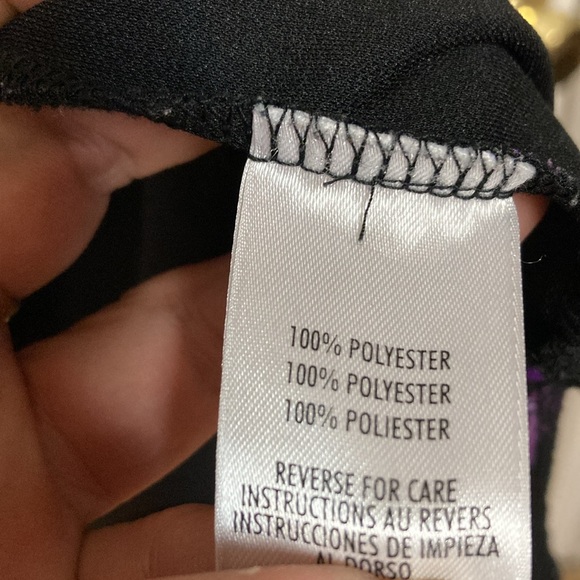 100% POLYESTER
100% POLYESTER
100% POLIESTER
REVERSE FOR CARE
INSTRUCTIONS AU REVERS
INSTRUCCIONES DE IMPIEZA
AL DORSO